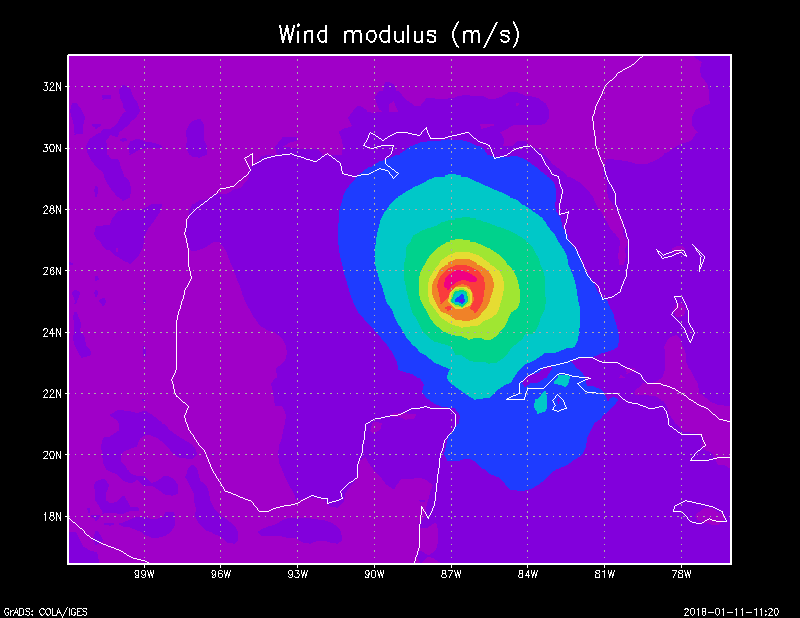 Wind modulus (m/s)
32N
30N
28N
26N
24N
22N
20N
18N
99W 96W 93W 90W 87W 84W 81W 78W
GrADS: COLA/IGES 2018-01-11-11:20